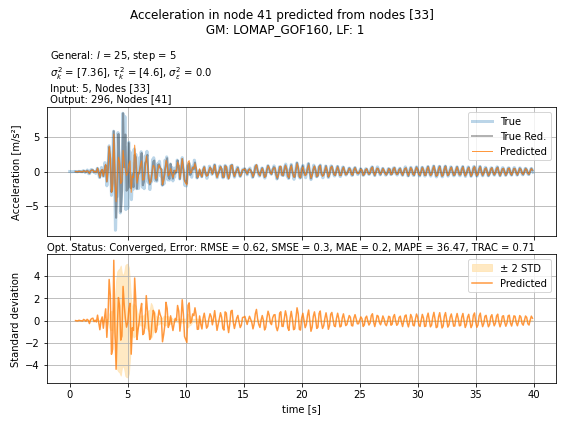 Acceleration in node 41 predicted from nodes [33]
GM: LOMAP_GOF160, LF: 1
General: l = 25, step = 5
σ²ₖ = [7.36], τ²ₖ = [4.6], σ²ε = 0.0
Input: 5, Nodes [33]
Output: 296, Nodes [41]
True
True Red.
Predicted
Acceleration [m/s²]
5
0
−5
Opt. Status: Converged, Error: RMSE = 0.62, SMSE = 0.3, MAE = 0.2, MAPE = 36.47, TRAC = 0.71
± 2 STD
Predicted
Standard deviation
4
2
0
−2
−4
0 5 10 15 20 25 30 35 40
time [s]